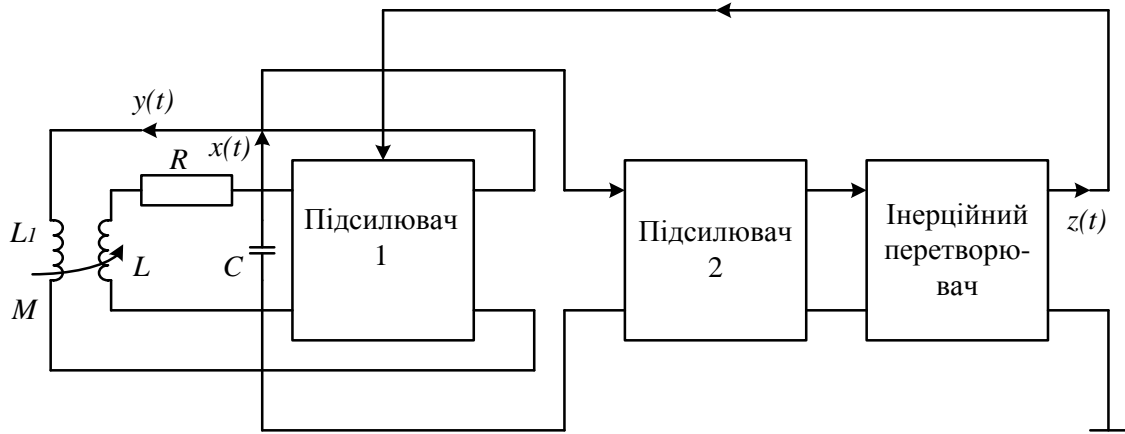 y(t)
x(t)
R
Підсилювач
1
Підсилювач
2
Інерційний
перетворю-
вач
z(t)
L1
L
C
M